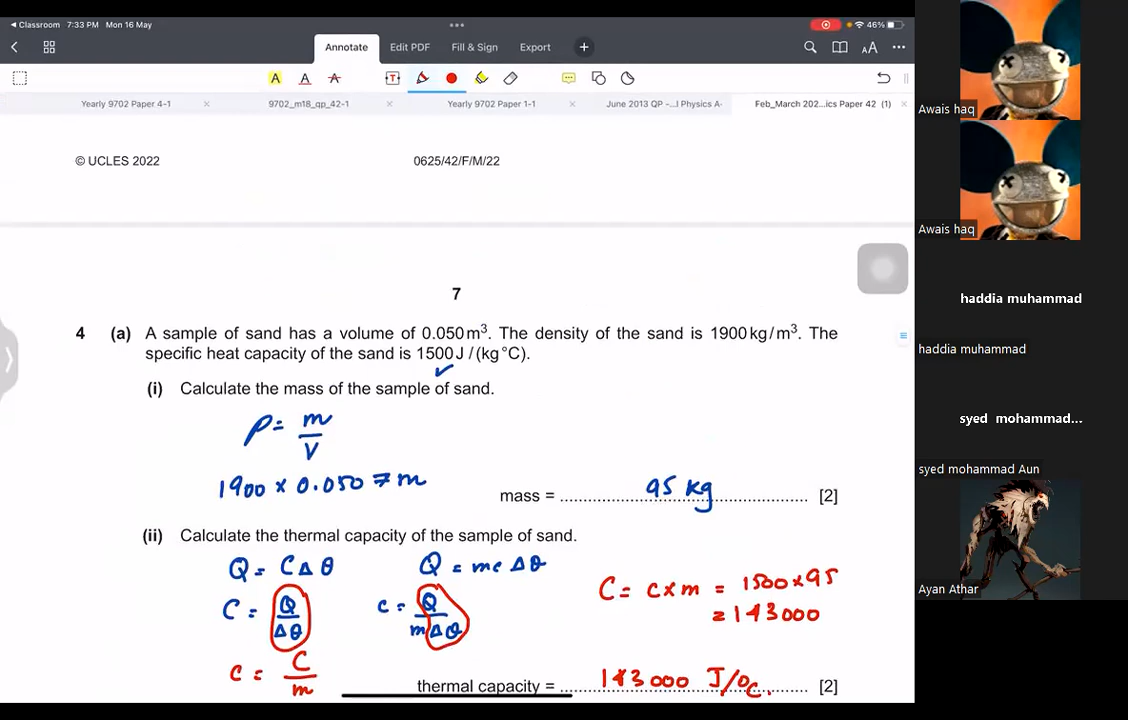 Classroom 7:33 PM Mon 16 May
46%
Annotate Edit PDF Fill & Sign Export
A A A T
Yearly 9702 Paper 4-1 × 9702_m18_qp_42-1 × Yearly 9702 Paper 1-1 × June 2013 QP -...l Physics A- Feb_March 202...ics Paper 42 (1) ×
© UCLES 2022 0625/42/F/M/22
7
4 (a) A sample of sand has a volume of 0.050 m³. The density of the sand is 1900 kg/m³. The
specific heat capacity of the sand is 1500 J/(kg °C).
(i) Calculate the mass of the sample of sand.
ρ = m/V
1900 × 0.050 = m
mass = 95 kg [2]
(ii) Calculate the thermal capacity of the sample of sand.
Q = CΔθ Q = mcΔθ
C = Q/Δθ c = Q/mΔθ
C = c×m = 1500×95
= 143000
c = C/m
thermal capacity = 143000 J/°C. [2]
Awais haq
Awais haq
haddia muhammad
haddia muhammad
syed mohammad...
syed mohammad Aun
Ayan Athar